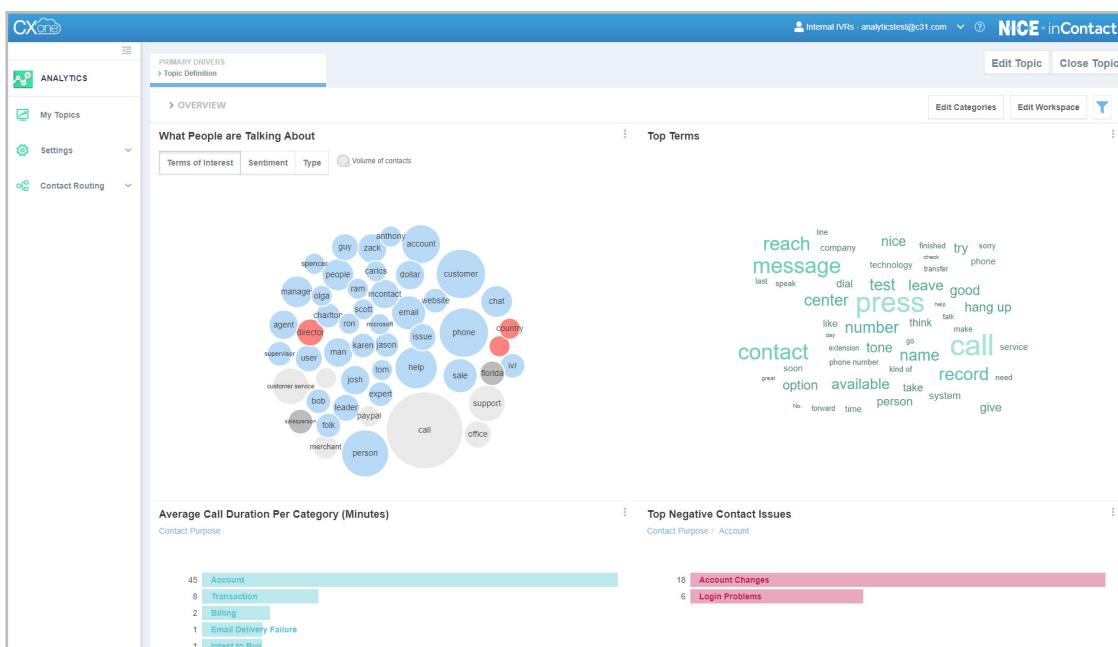 CXone
Internal IVRs - analyticstest@c31.com
NICE inContact
ANALYTICS
My Topics
Settings
Contact Routing
PRIMARY DRIVERS
> Topic Definition
Edit Topic
Close Topic
> OVERVIEW
Edit Categories
Edit Workspace
What People are Talking About
Terms of Interest
Sentiment
Type
Volume of contacts
anthony
guy
zack
account
spencer
people
carlos
dollar
customer
manage
olga
ram
incontact
website
chat
charlton
scott
email
agent
director
ron
microsoft
issue
phone
country
supervisor
user
man
karen
jason
customer service
josh
tom
help
sale
florida
ivr
bob
leader
expert
support
salesperson
folk
paypal
call
office
merchant
person
Top Terms
line
reach
company
nice
finished
try
sorry
message
technology
check
transfer
phone
last
speak
dial
test
leave
good
center
press
help
hang up
like
number
think
talk
make
day
go
contact
extension
tone
name
call
service
soon
phone number
kind of
great
option
available
take
record
need
No.
forward
time
person
system
give
Average Call Duration Per Category (Minutes)
Contact Purpose
45 Account
8 Transaction
2 Billing
1 Email Delivery Failure
1 Intent to Buy
Top Negative Contact Issues
Contact Purpose / Account
18 Account Changes
6 Login Problems